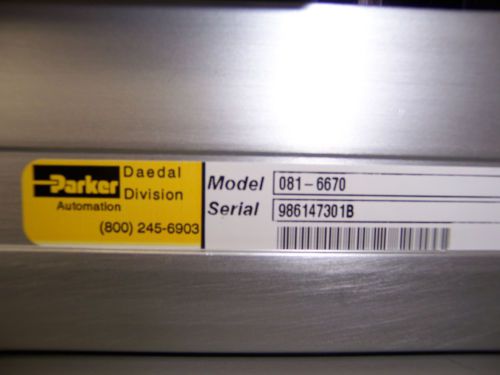 Parker Daedal Division
Automation
(800) 245-6903
Model 081-6670
Serial 986147301B